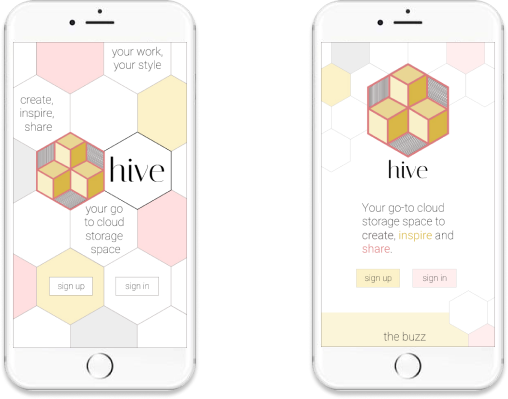 your work,
your style
create,
inspire,
share
hive
your go
to cloud
storage
space
sign up
sign in
hive
Your go-to cloud
storage space to
create, inspire and
share.
sign up
sign in
the buzz